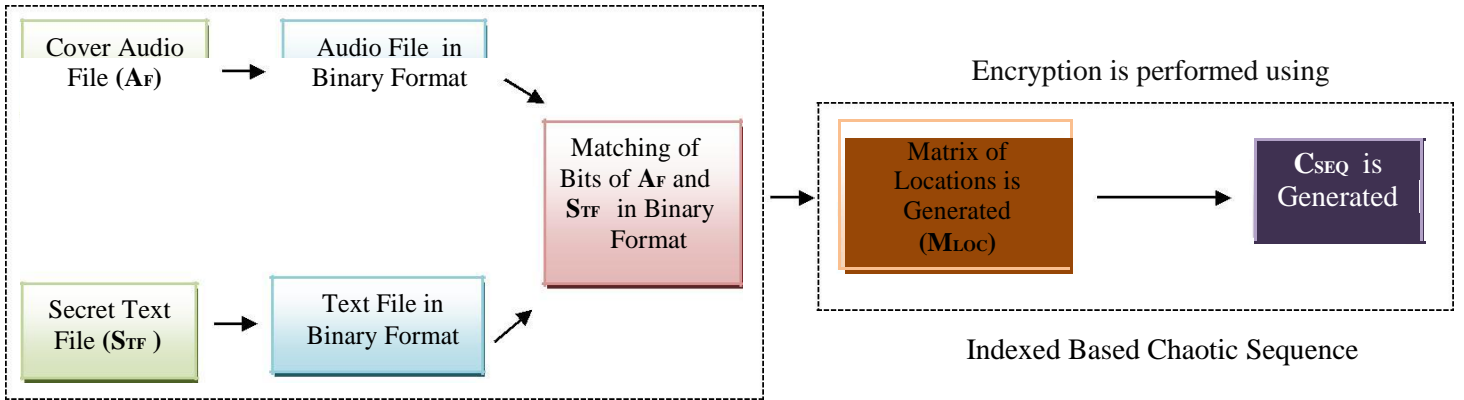 Cover Audio
File (AF)
Audio File in
Binary Format
Matching of
Bits of AF and
STF in Binary
Format
Secret Text
File (STF )
Text File in
Binary Format
Encryption is performed using
Matrix of
Locations is
Generated
(MLOC)
CSEQ is
Generated
Indexed Based Chaotic Sequence